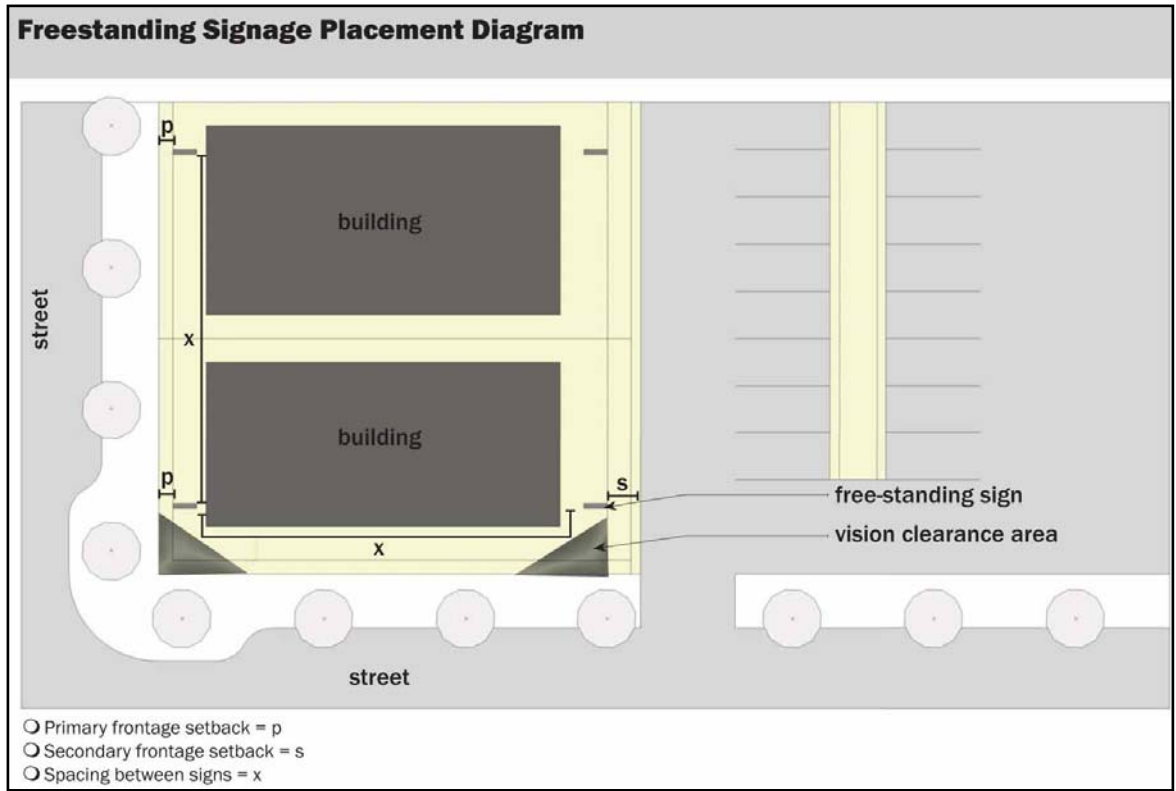 Freestanding Signage Placement Diagram
p
building
street
x
building
p
s
free-standing sign
vision clearance area
x
street
Primary frontage setback = p
Secondary frontage setback = s
Spacing between signs = x